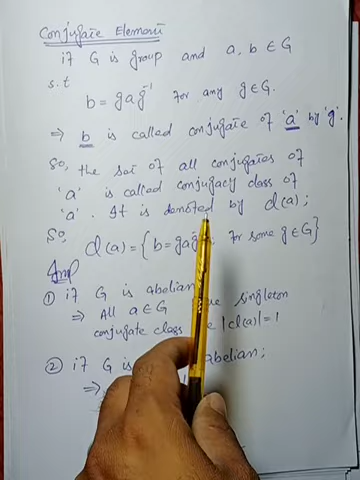 Conjugate Element
if G is group and a, b ∈ G
s.t
b = gag⁻¹ for any g ∈ G.
⇒ b is called conjugate of 'a' by 'g'.
So, the set of all conjugates of
'a' is called conjugacy class of
'a'. It is denoted by cl(a);
So,
cl(a) = { b = gag⁻¹; for some g ∈ G}
Imp
① if G is abelian
⇒ All a ∈ G singleton
conjugate class |cl(a)| = 1
② if G is abelian;
⇒